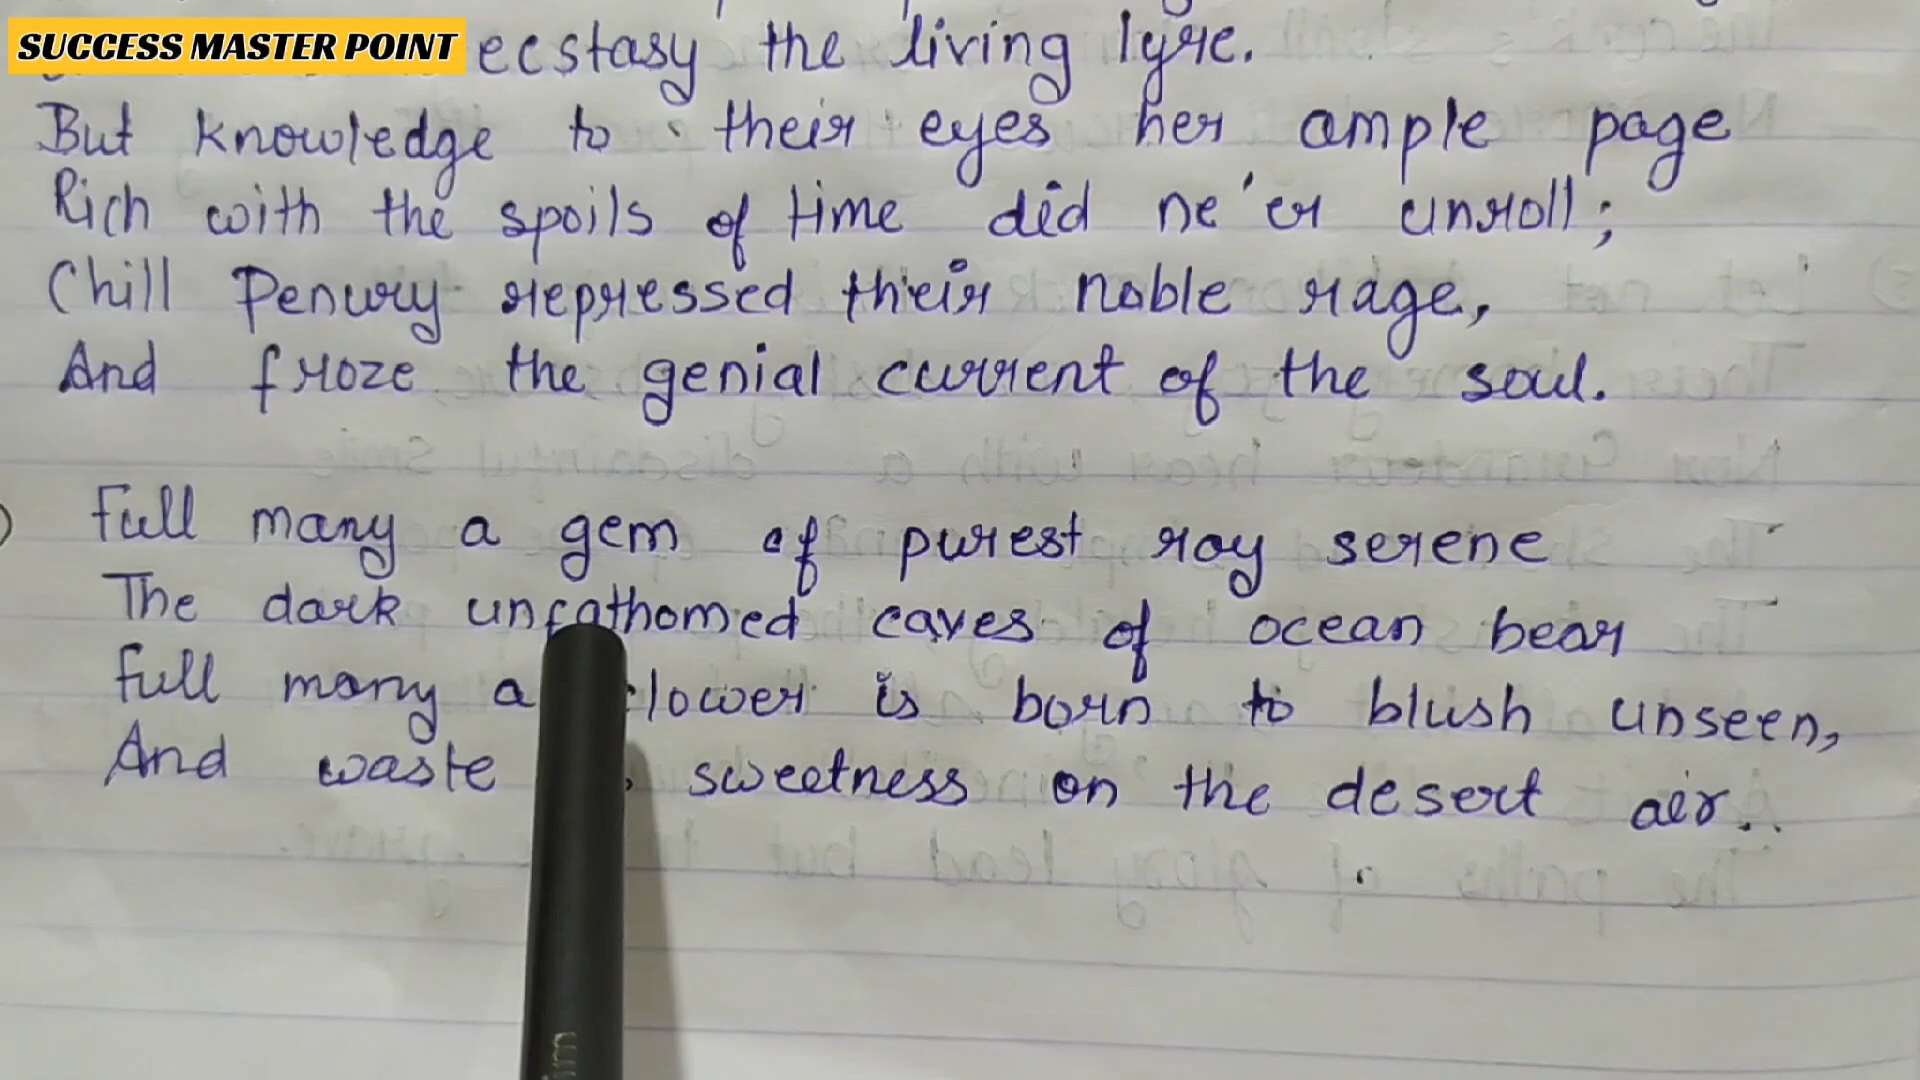 SUCCESS MASTER POINT
ecstasy the living lyre.
But knowledge to their eyes her ample page
Rich with the spoils of time did ne'er unroll;
Chill Penury repressed their noble rage,
And froze the genial current of the soul.
Full many a gem of purest ray serene
The dark unfathomed caves of ocean bear
Full many a flower is born to blush unseen,
And waste sweetness on the desert air.